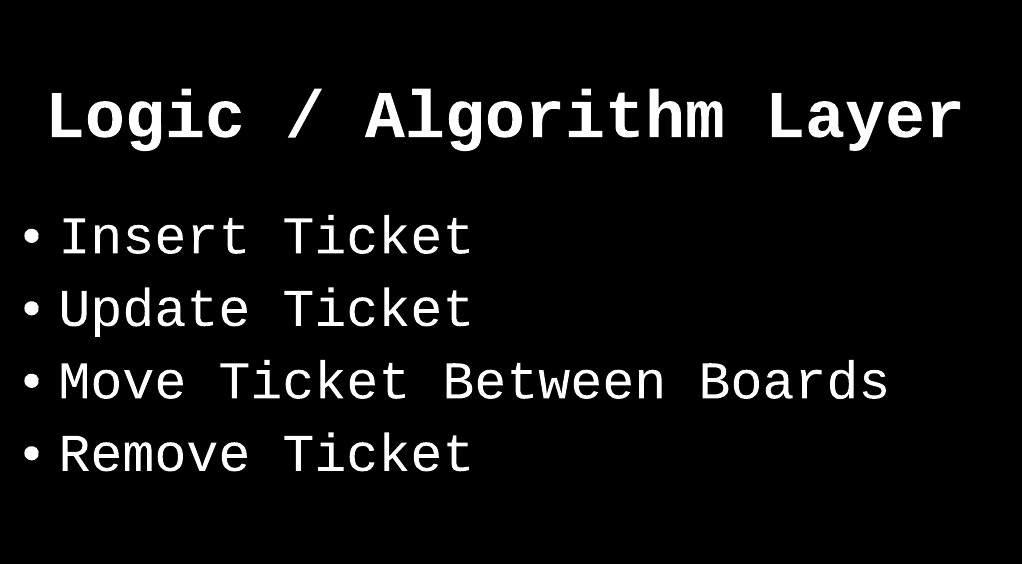 Logic / Algorithm Layer
• Insert Ticket
• Update Ticket
• Move Ticket Between Boards
• Remove Ticket